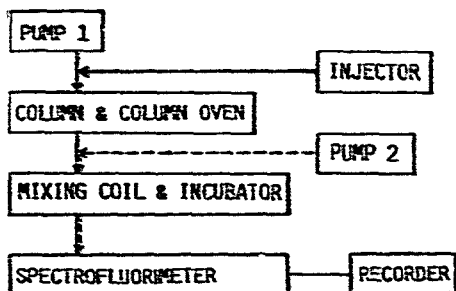 PUMP 1
INJECTOR
COLUMN & COLUMN OVEN
PUMP 2
MIXING COIL & INCUBATOR
SPECTROFLUORIMETER
RECORDER